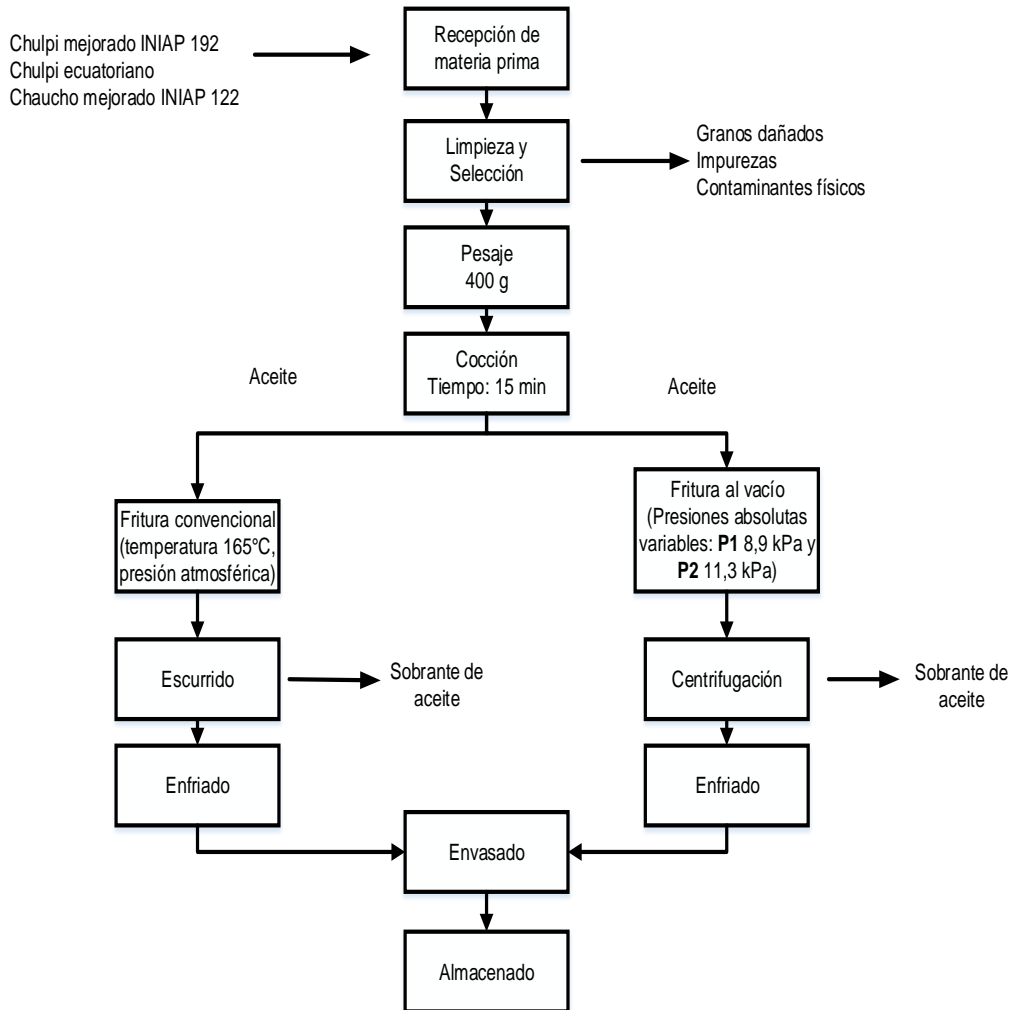 Chulpi mejorado INIAP 192
Chulpi ecuatoriano
Chaucho mejorado INIAP 122
Recepción de
materia prima
Limpieza y
Selección
Granos dañados
Impurezas
Contaminantes físicos
Pesaje
400 g
Cocción
Tiempo: 15 min
Aceite
Aceite
Fritura convencional
(temperatura 165ºC,
presión atmosférica)
Fritura al vacío
(Presiones absolutas
variables: P1 8,9 kPa y
P2 11,3 kPa)
Escurrido
Sobrante de
aceite
Centrifugación
Sobrante de
aceite
Enfriado
Enfriado
Envasado
Almacenado